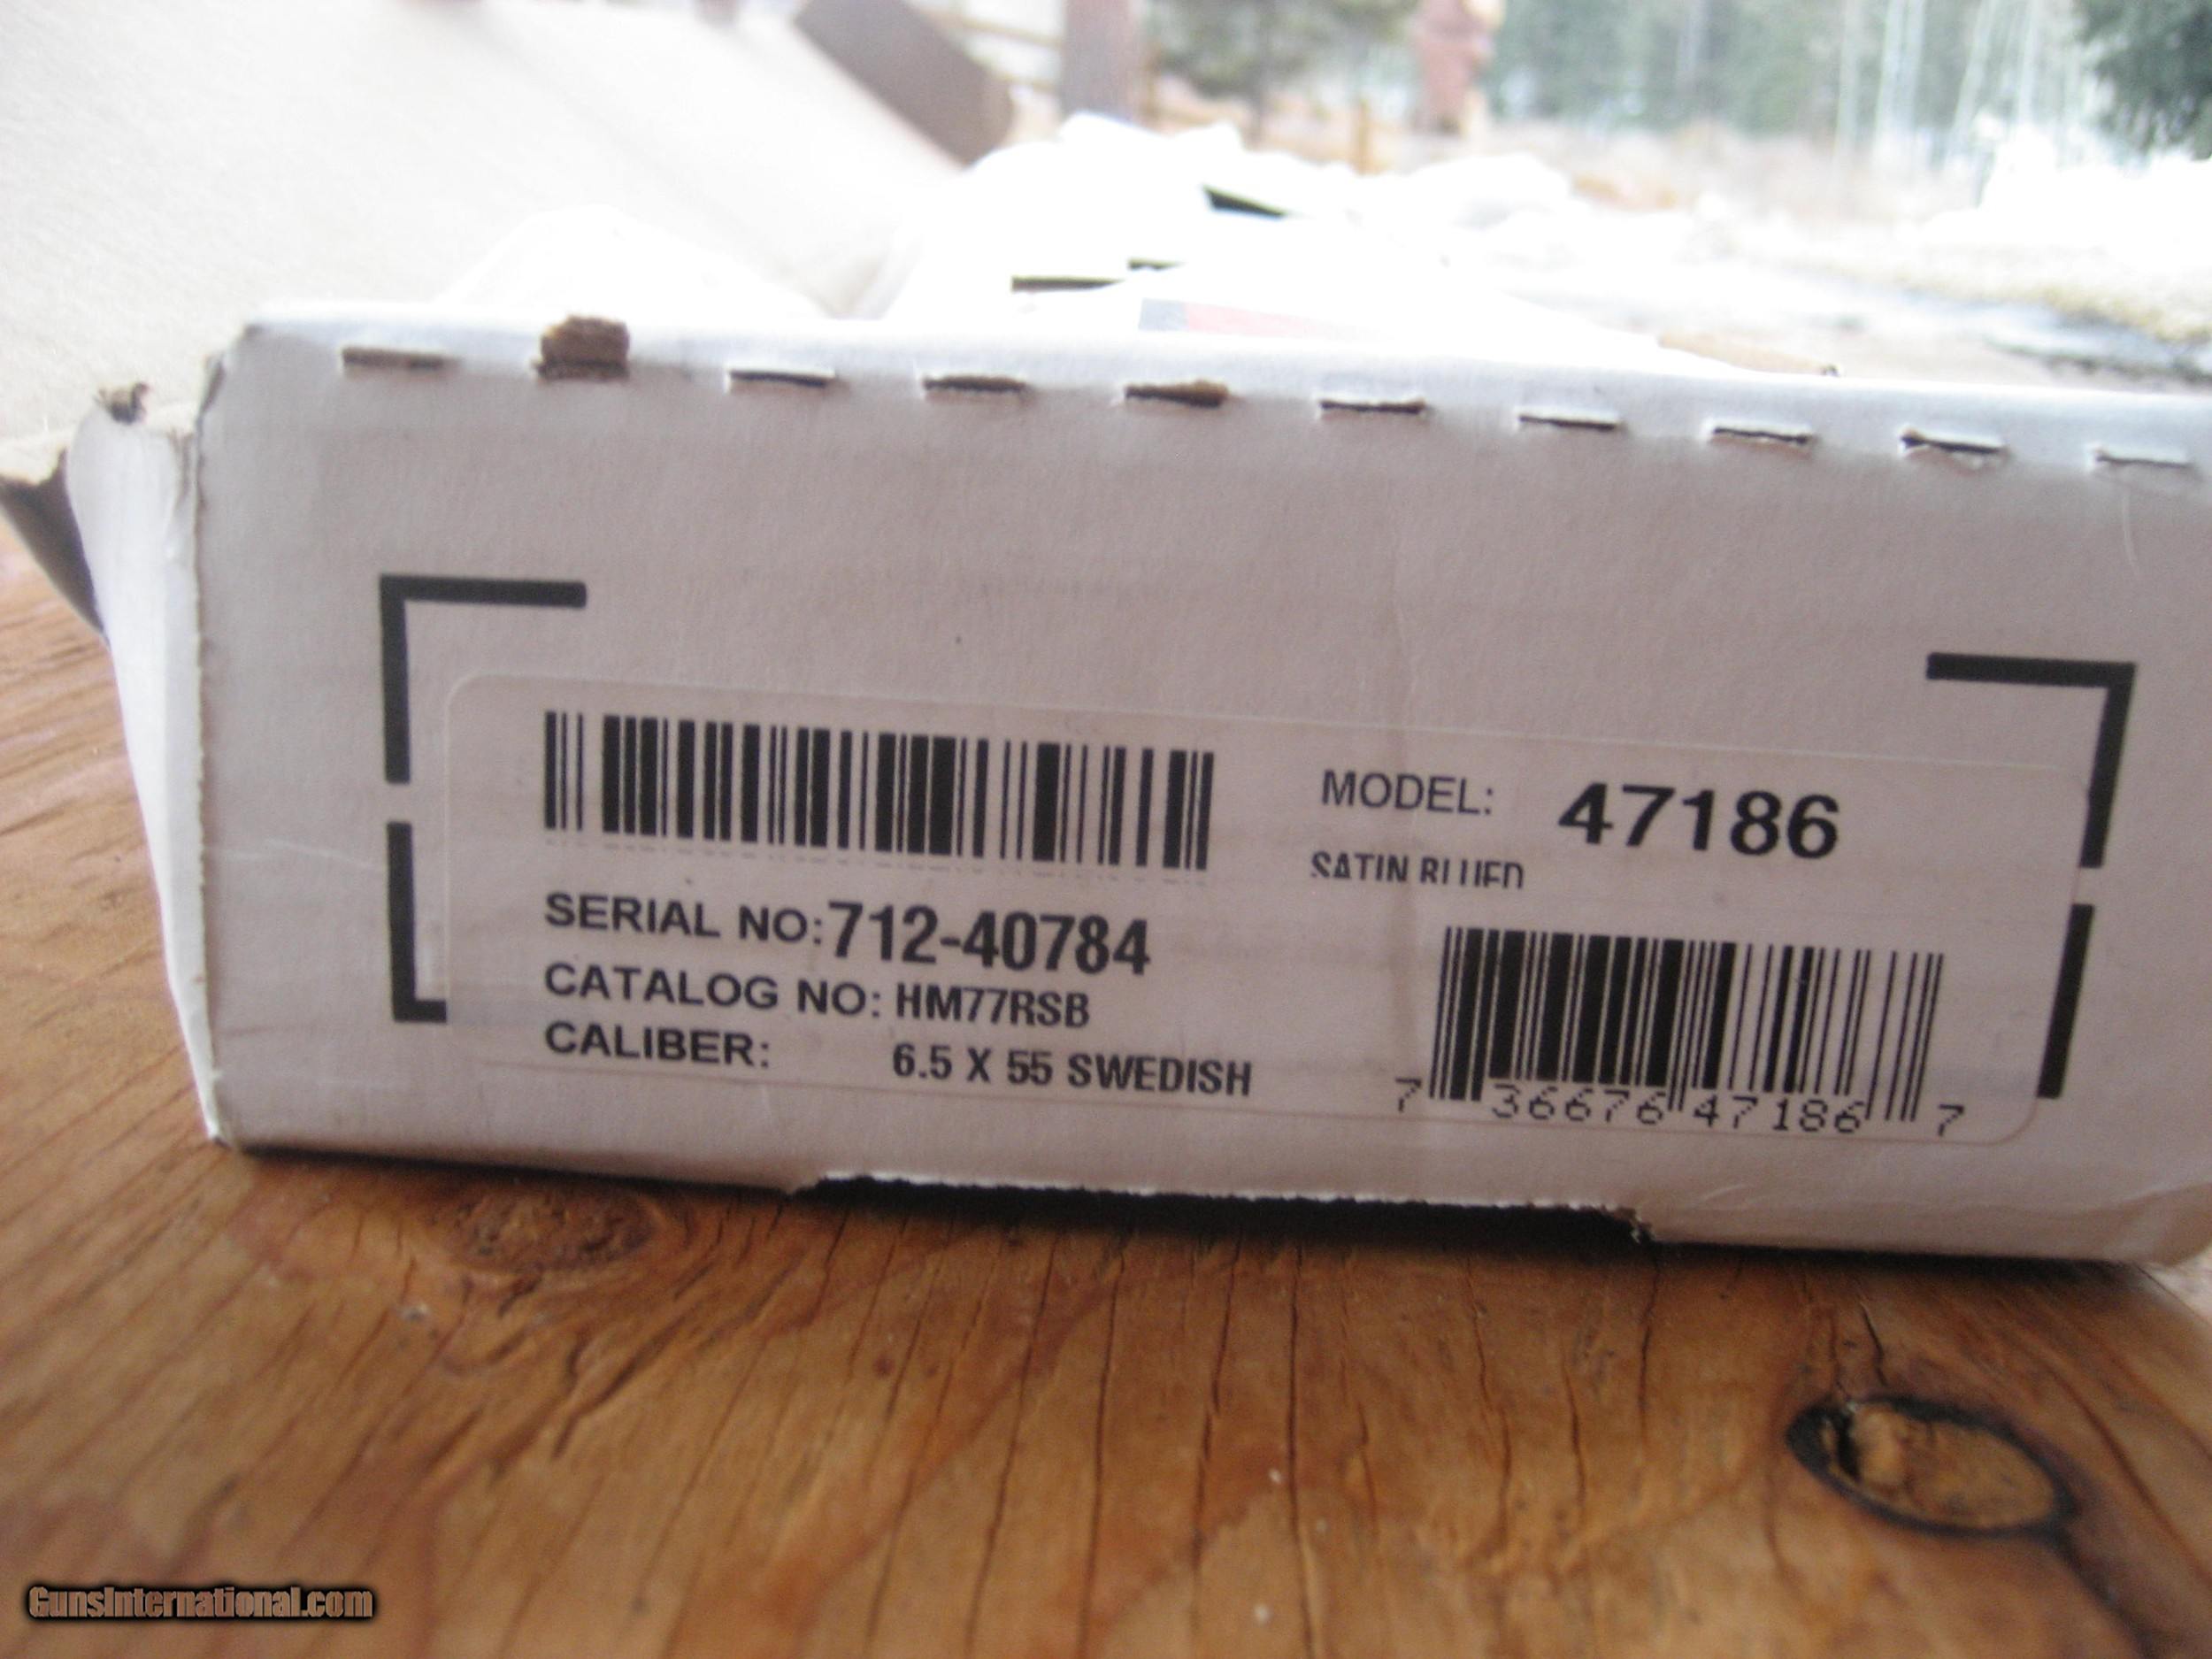 MODEL: 47186
SATIN BLUED
SERIAL NO: 712-40784
CATALOG NO: HM77RSB
CALIBER: 6.5 X 55 SWEDISH
7 36676 47186 7
GunsInternational.com